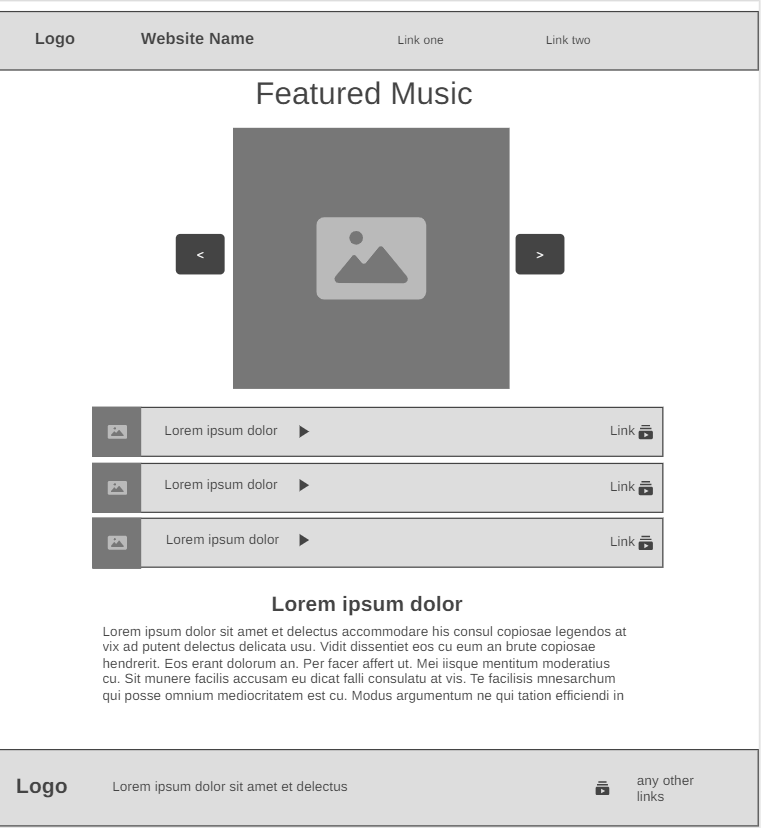 Logo
Website Name
Link one
Link two
Featured Music
<
>
Lorem ipsum dolor
Link
Lorem ipsum dolor
Link
Lorem ipsum dolor
Link
Lorem ipsum dolor
Lorem ipsum dolor sit amet et delectus accommodare his consul copiosae legendos at
vix ad putent delectus delicata usu. Vidit dissentiet eos cu eum an brute copiosae
hendrerit. Eos erant dolorum an. Per facer affert ut. Mei iisque mentitum moderatius
cu. Sit munere facilis accusam eu dicat falli consulatu at vis. Te facilisis mnesarchum
qui posse omnium mediocritatem est cu. Modus argumentum ne qui tation efficiendi in
Logo
Lorem ipsum dolor sit amet et delectus
any other
links